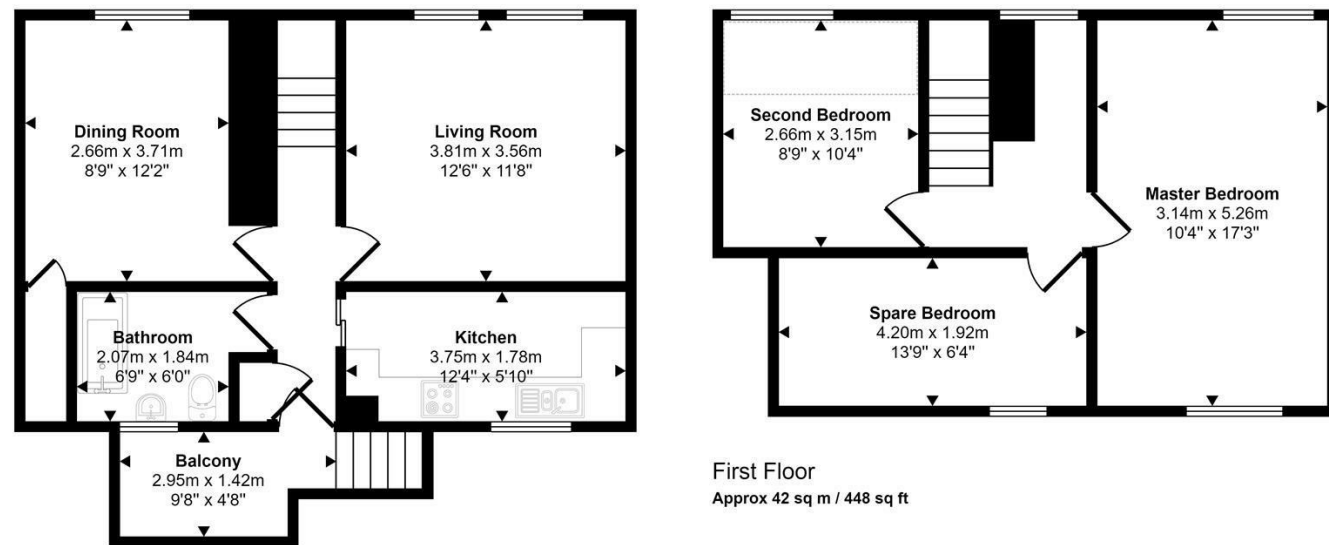 Dining Room
2.66m x 3.71m
8'9" x 12'2"
Living Room
3.81m x 3.56m
12'6" x 11'8"
Bathroom
2.07m x 1.84m
6'9" x 6'0"
Kitchen
3.75m x 1.78m
12'4" x 5'10"
Balcony
2.95m x 1.42m
9'8" x 4'8"
Second Bedroom
2.66m x 3.15m
8'9" x 10'4"
Master Bedroom
3.14m x 5.26m
10'4" x 17'3"
Spare Bedroom
4.20m x 1.92m
13'9" x 6'4"
First Floor
Approx 42 sq m / 448 sq ft